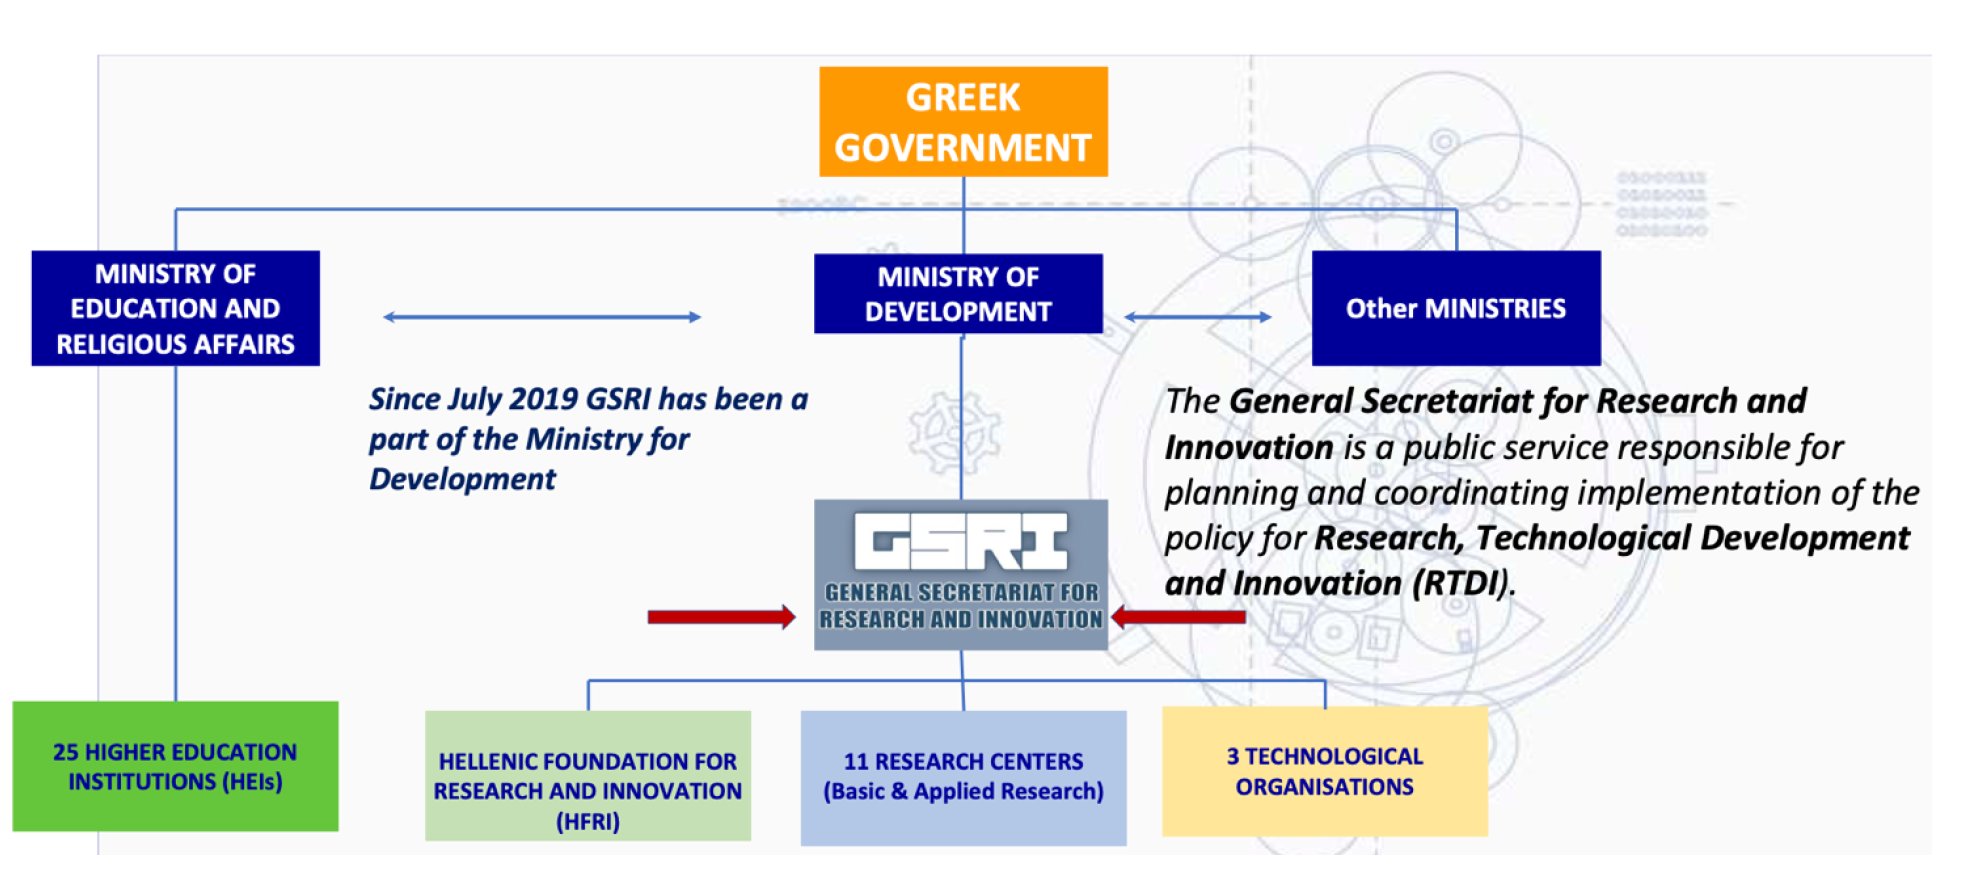 GREEK
GOVERNMENT
MINISTRY OF
EDUCATION AND
RELIGIOUS AFFAIRS
MINISTRY OF
DEVELOPMENT
Other MINISTRIES
Since July 2019 GSRI has been a
part of the Ministry for
Development
The General Secretariat for Research and
Innovation is a public service responsible for
planning and coordinating implementation of the
policy for Research, Technological Development
and Innovation (RTDI).
GSRI
GENERAL SECRETARIAT FOR
RESEARCH AND INNOVATION
25 HIGHER EDUCATION
INSTITUTIONS (HEIs)
HELLENIC FOUNDATION FOR
RESEARCH AND INNOVATION
(HFRI)
11 RESEARCH CENTERS
(Basic & Applied Research)
3 TECHNOLOGICAL
ORGANISATIONS